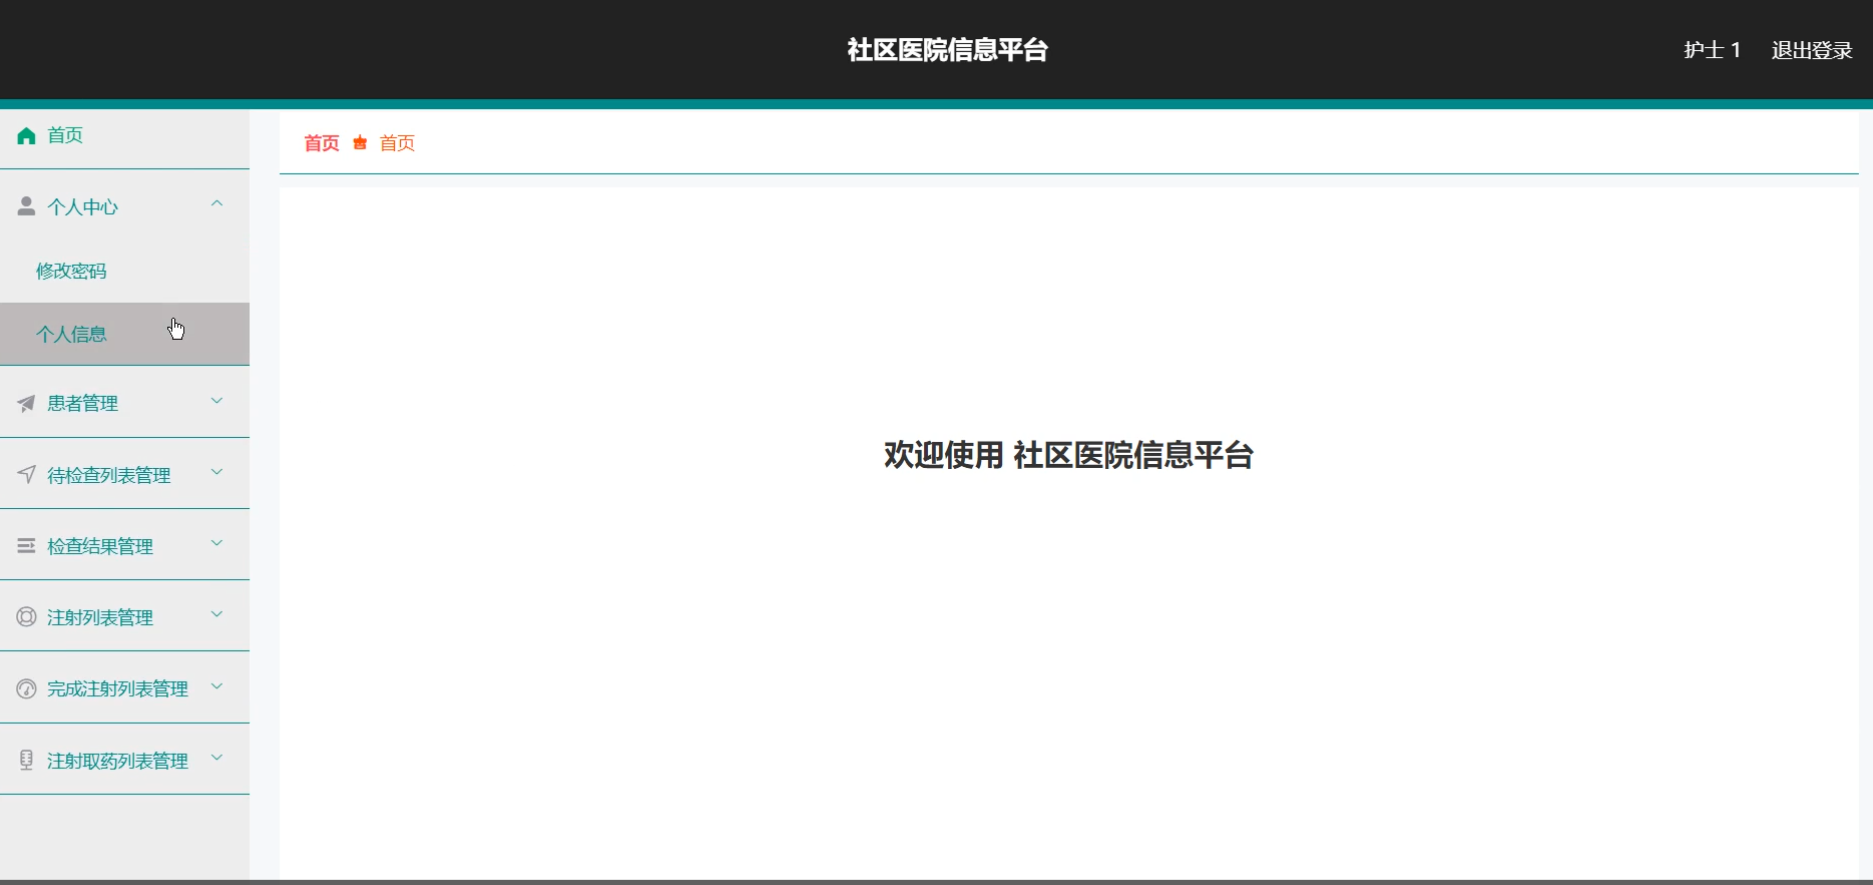 社区医院信息平台
护士 1 退出登录
首页
首页 首页
个人中心
修改密码
个人信息
患者管理
待检查列表管理
检查结果管理
注射列表管理
完成注射列表管理
注射取药列表管理
欢迎使用 社区医院信息平台